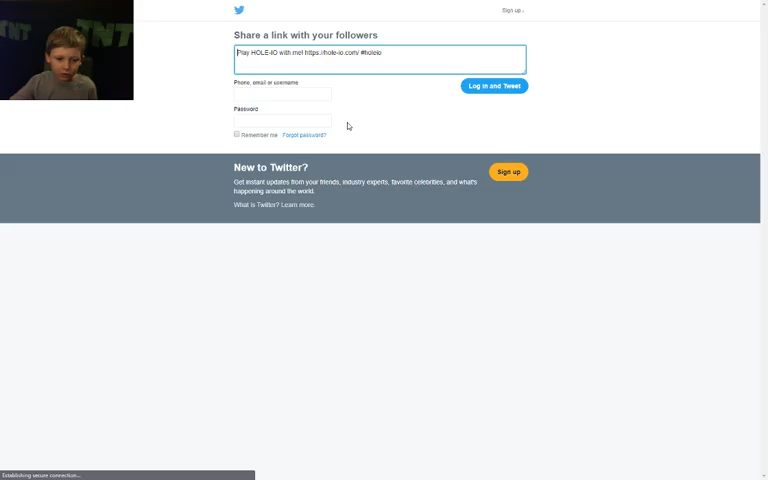 TNT
TNT
Sign up ›
Share a link with your followers
Play HOLE-IO with me! https://hole-io.com/ #holeio
Phone, email or username
Log in and Tweet
Password
Remember me Forgot password?
New to Twitter?
Sign up
Get instant updates from your friends, industry experts, favorite celebrities, and what's
happening around the world.
What is Twitter? Learn more.
Establishing secure connection...